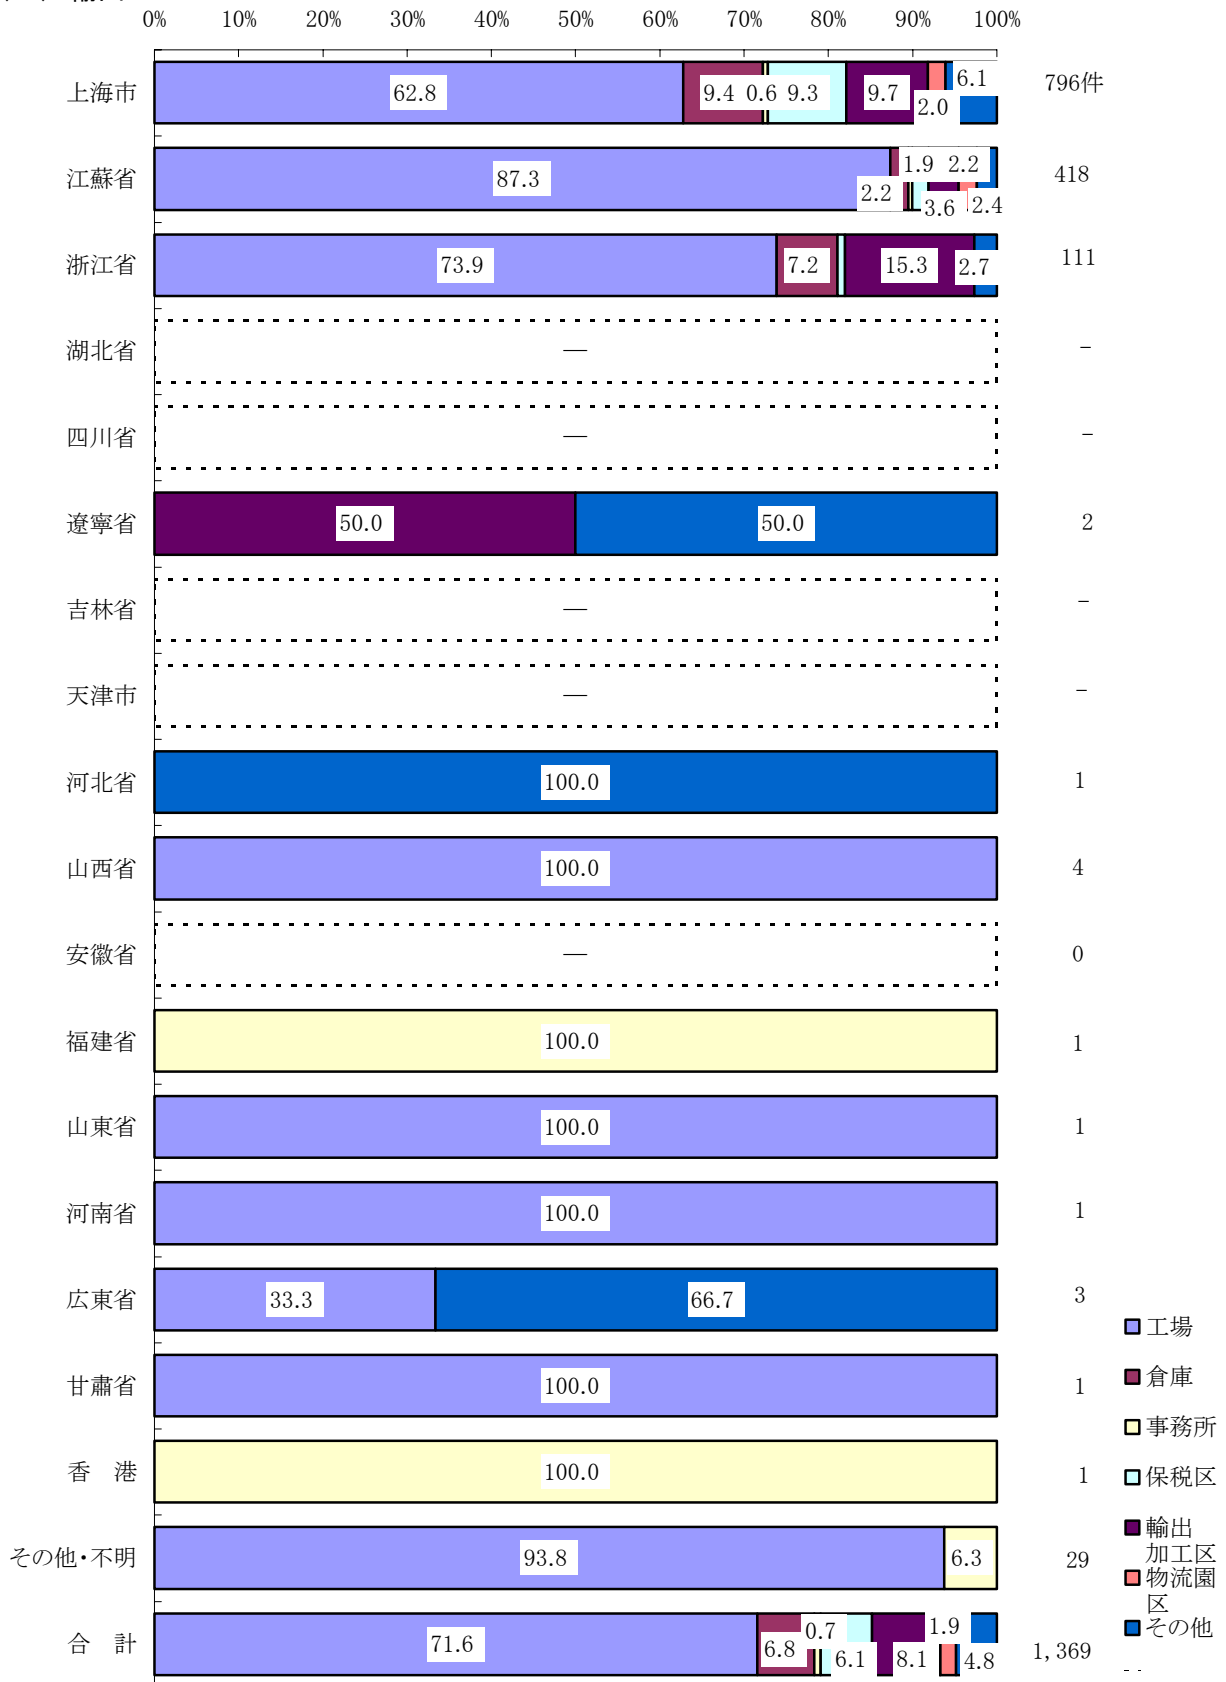 0% 10% 20% 30% 40% 50% 60% 70% 80% 90% 100%
上海市 62.8 9.4 0.6 9.3 9.7 2.0 6.1 796件
江蘇省 87.3 2.2 1.9 3.6 2.2 2.4 418
浙江省 73.9 7.2 15.3 2.7 111
湖北省 — -
四川省 — -
遼寧省 50.0 50.0 2
吉林省 — -
天津市 — -
河北省 100.0 1
山西省 100.0 4
安徽省 — 0
福建省 100.0 1
山東省 100.0 1
河南省 100.0 1
広東省 33.3 66.7 3
甘粛省 100.0 1
香 港 100.0 1
その他・不明 93.8 6.3 29
合 計 71.6 6.8 0.7 6.1 8.1 1.9 4.8 1,369
工場
倉庫
事務所
保税区
輸出
加工区
物流園
区
その他